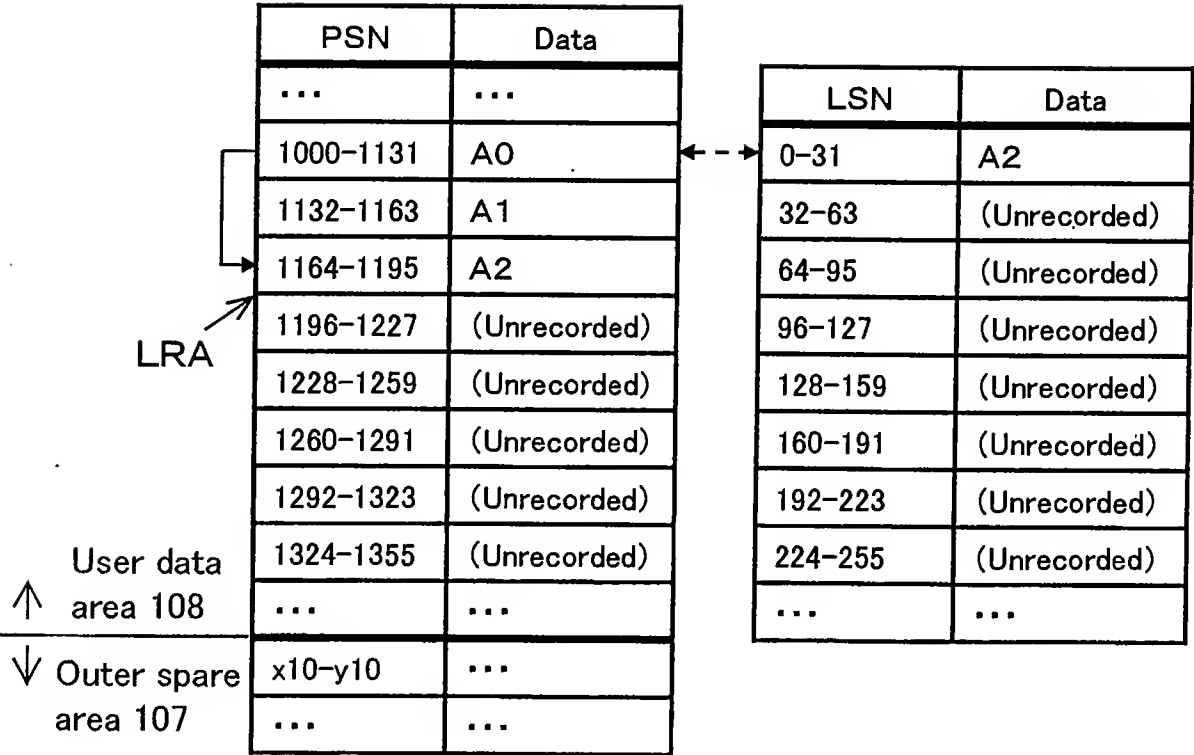 PSN Data
... ...
1000-1131 A0
1132-1163 A1
1164-1195 A2
1196-1227 (Unrecorded)
1228-1259 (Unrecorded)
1260-1291 (Unrecorded)
1292-1323 (Unrecorded)
1324-1355 (Unrecorded)
... ...
x10-y10 ...
... ...
LRA
User data
area 108
Outer spare
area 107
LSN Data
0-31 A2
32-63 (Unrecorded)
64-95 (Unrecorded)
96-127 (Unrecorded)
128-159 (Unrecorded)
160-191 (Unrecorded)
192-223 (Unrecorded)
224-255 (Unrecorded)
... ...